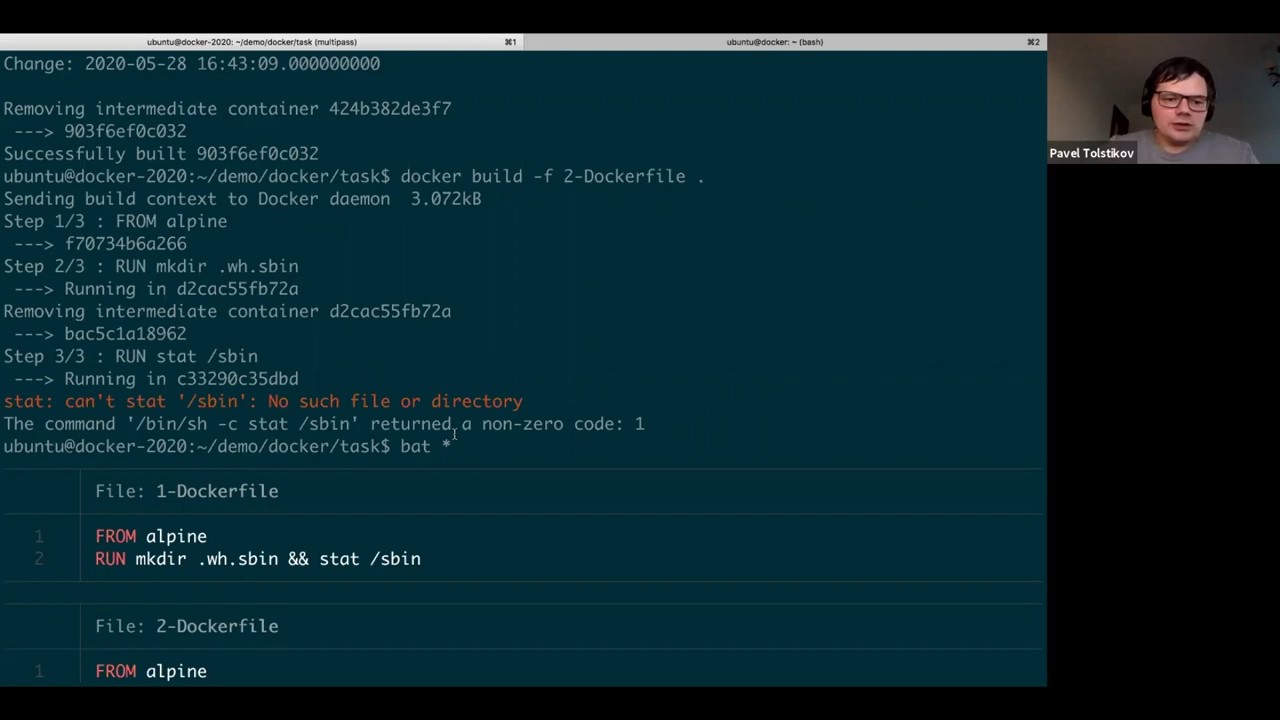 ubuntu@docker-2020: ~/demo/docker/task (multipass) ⌘1 ubuntu@docker: ~ (bash) ⌘2
Change: 2020-05-28 16:43:09.000000000
Removing intermediate container 424b382de3f7
---> 903f6ef0c032
Successfully built 903f6ef0c032
ubuntu@docker-2020:~/demo/docker/task$ docker build -f 2-Dockerfile .
Sending build context to Docker daemon  3.072kB
Step 1/3 : FROM alpine
---> f70734b6a266
Step 2/3 : RUN mkdir .wh.sbin
---> Running in d2cac55fb72a
Removing intermediate container d2cac55fb72a
---> bac5c1a18962
Step 3/3 : RUN stat /sbin
---> Running in c33290c35dbd
stat: can't stat '/sbin': No such file or directory
The command '/bin/sh -c stat /sbin' returned a non-zero code: 1
ubuntu@docker-2020:~/demo/docker/task$ bat *
File: 1-Dockerfile
1 FROM alpine
2 RUN mkdir .wh.sbin && stat /sbin
File: 2-Dockerfile
1 FROM alpine
Pavel Tolstikov